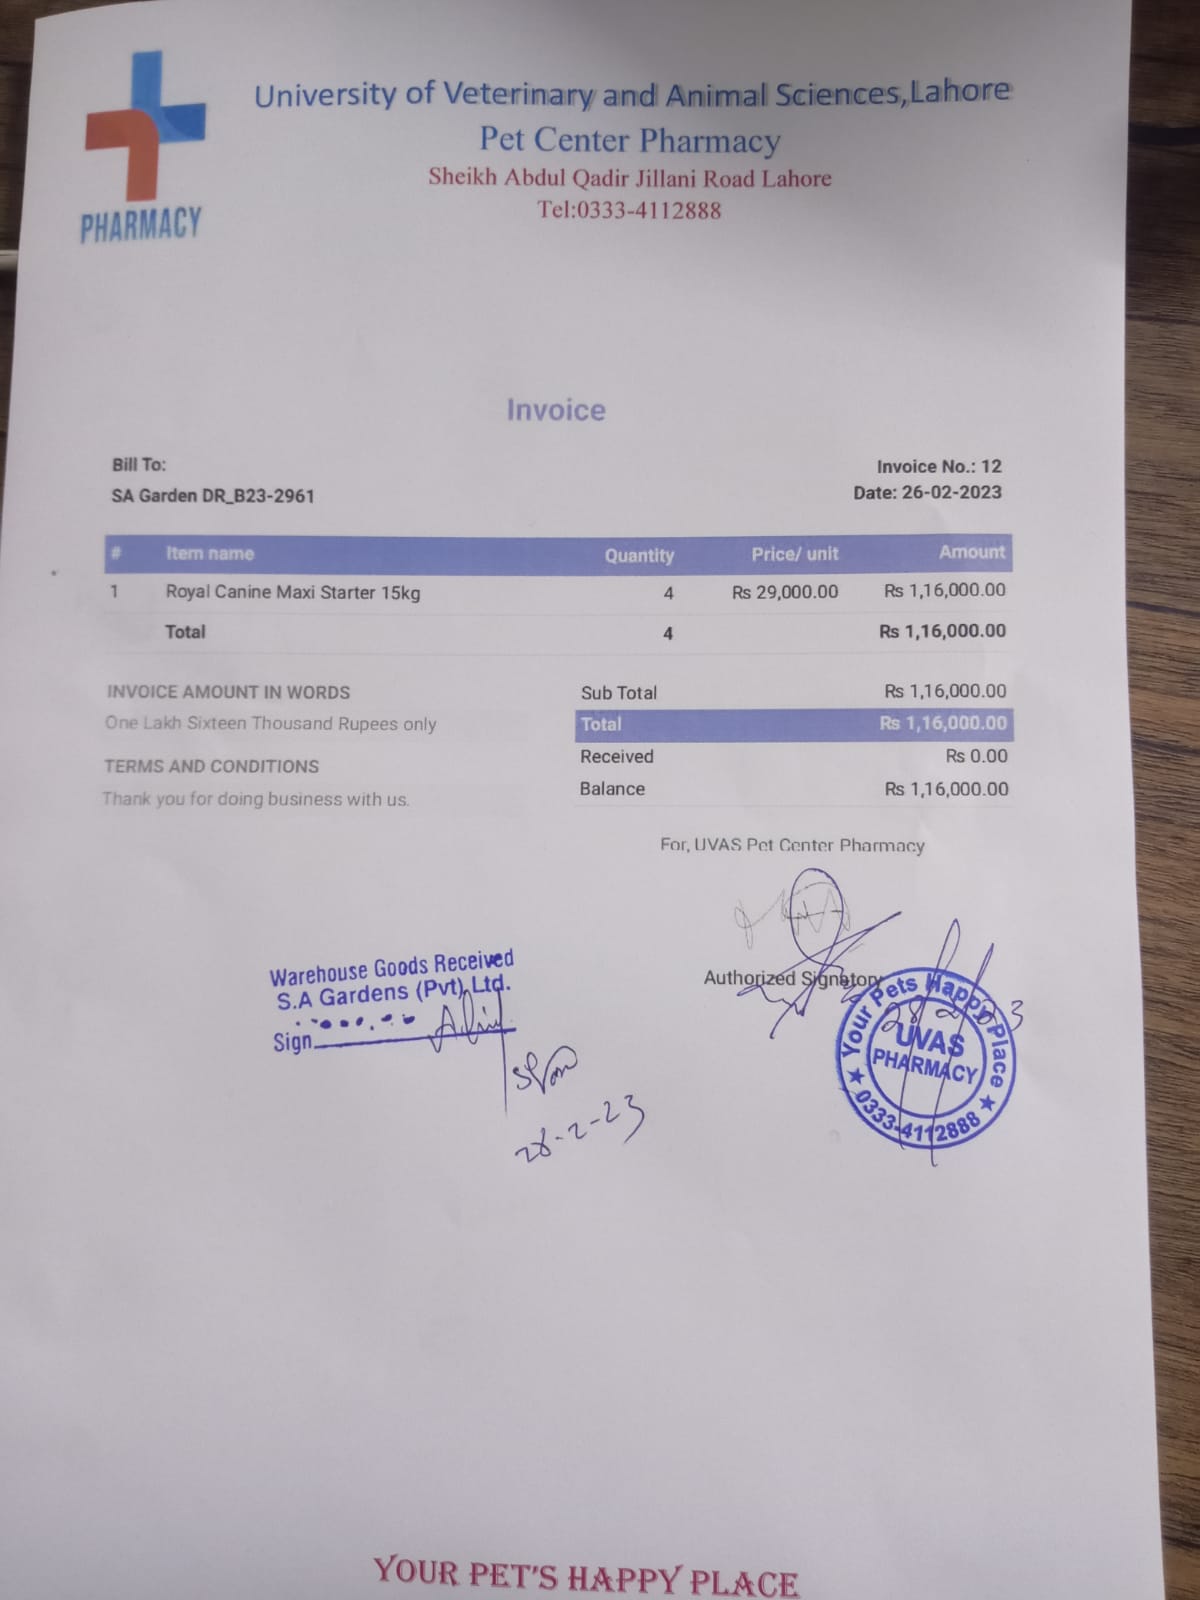 PHARMACY
University of Veterinary and Animal Sciences,Lahore
Pet Center Pharmacy
Sheikh Abdul Qadir Jillani Road Lahore
Tel:0333-4112888
Invoice
Bill To:
SA Garden DR_B23-2961
Invoice No.: 12
Date: 26-02-2023
# Item name Quantity Price/ unit Amount
1 Royal Canine Maxi Starter 15kg 4 Rs 29,000.00 Rs 1,16,000.00
Total 4 Rs 1,16,000.00
INVOICE AMOUNT IN WORDS
One Lakh Sixteen Thousand Rupees only
TERMS AND CONDITIONS
Thank you for doing business with us.
Sub Total Rs 1,16,000.00
Total Rs 1,16,000.00
Received Rs 0.00
Balance Rs 1,16,000.00
For, UVAS Pet Center Pharmacy
Authorized Signatory
Warehouse Goods Received
S.A Gardens (Pvt) Ltd.
Sign
28-2-23
Your Pets Happy Place
UVAS
PHARMACY
0333-4112888
28 2 23
YOUR PET'S HAPPY PLACE